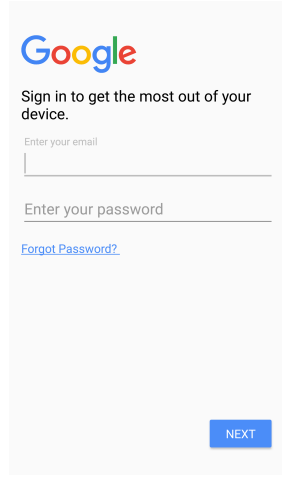 Google
Sign in to get the most out of your
device.
Enter your email
Enter your password
Forgot Password?
NEXT